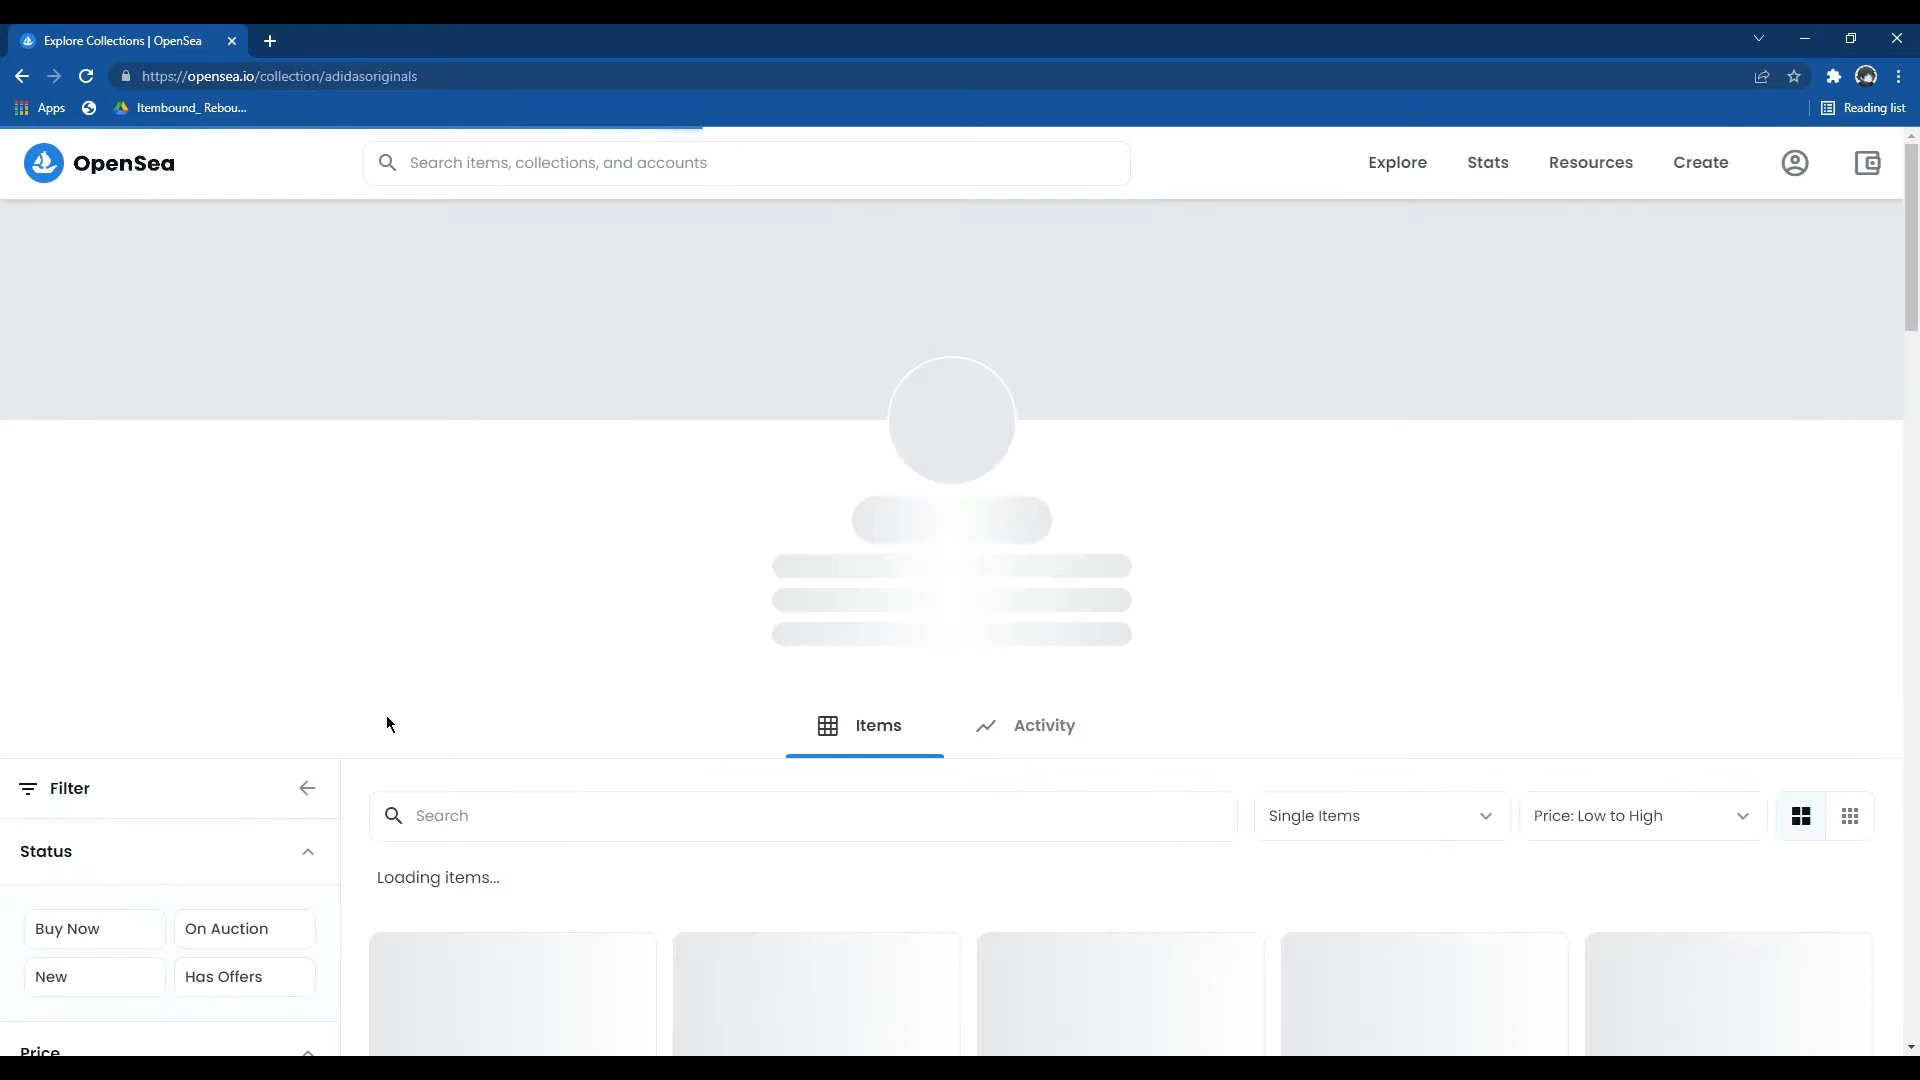 Explore Collections | OpenSea
https://opensea.io/collection/adidasoriginals
Apps
Itembound_ Rebou...
Reading list
OpenSea
Search items, collections, and accounts
Explore
Stats
Resources
Create
Items
Activity
Filter
Search
Single Items
Price: Low to High
Status
Loading items...
Buy Now
On Auction
New
Has Offers
Price